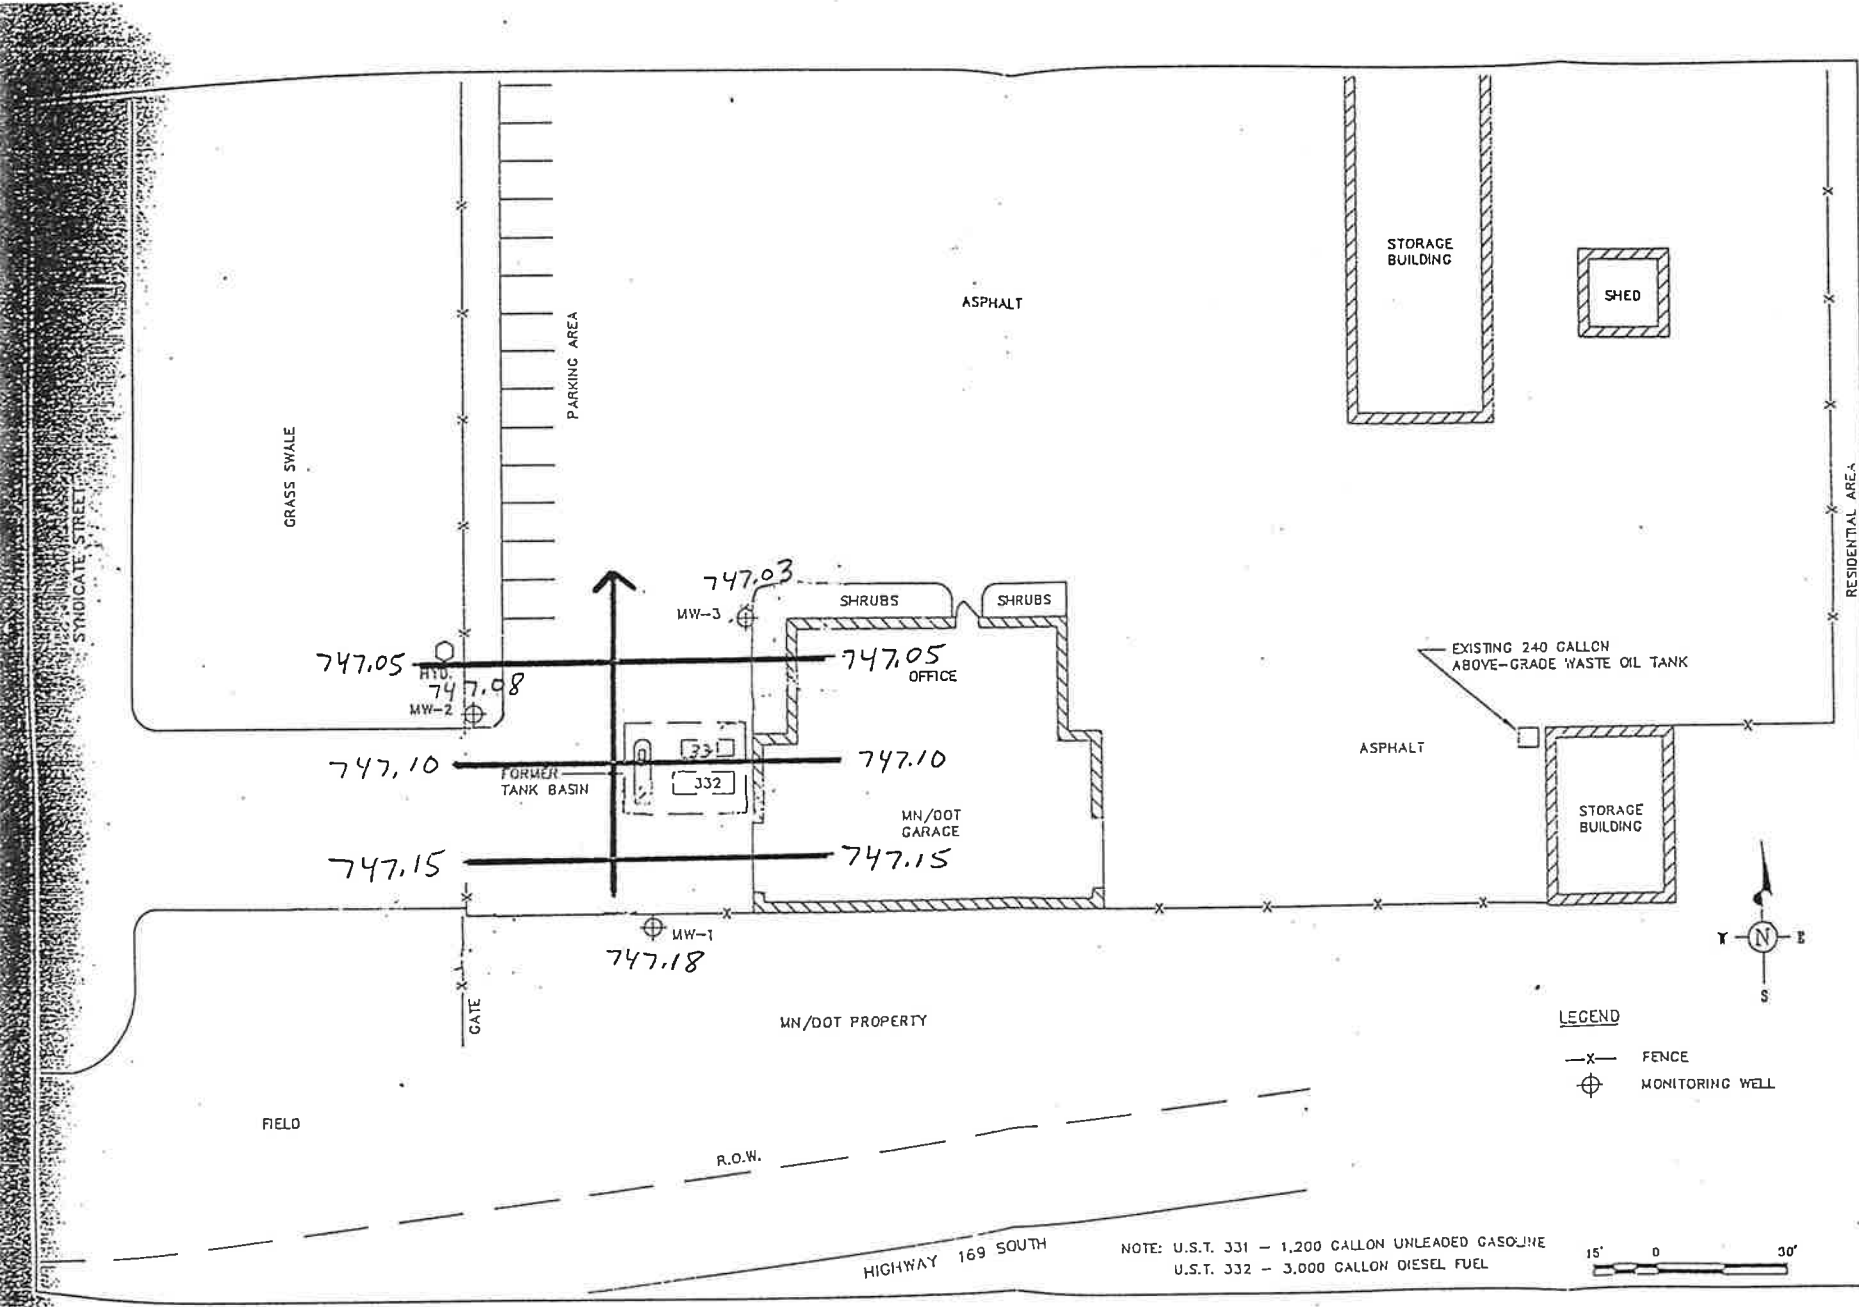 STORAGE
BUILDING
SHED
ASPHALT
PARKING AREA
GRASS SWALE
SYNDICATE STREET
RESIDENTIAL AREA
747.03
MW-3
SHRUBS
SHRUBS
747.05
747.05
HYD.
OFFICE
747.08
MW-2
EXISTING 240 GALLON
ABOVE-GRADE WASTE OIL TANK
ASPHALT
747.10
331
747.10
FORMER
TANK BASIN
332
MN/DOT
GARAGE
STORAGE
BUILDING
747.15
747.15
MW-1
747.18
GATE
MN/DOT PROPERTY
N
E
S
LEGEND
—x— FENCE
MONITORING WELL
FIELD
R.O.W.
HIGHWAY 169 SOUTH
NOTE: U.S.T. 331 - 1,200 GALLON UNLEADED GASOLINE
U.S.T. 332 - 3,000 GALLON DIESEL FUEL
15' 0 30'